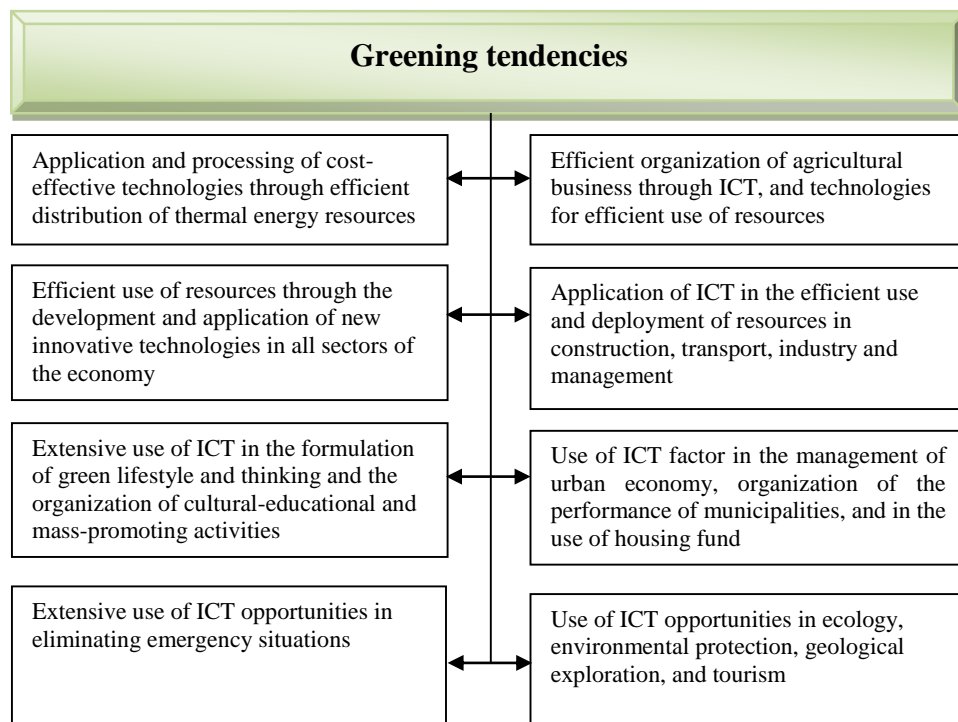 Greening tendencies
Application and processing of cost-
effective technologies through efficient
distribution of thermal energy resources
Efficient organization of agricultural
business through ICT, and technologies
for efficient use of resources
Efficient use of resources through the
development and application of new
innovative technologies in all sectors of
the economy
Application of ICT in the efficient use
and deployment of resources in
construction, transport, industry and
management
Extensive use of ICT in the formulation
of green lifestyle and thinking and the
organization of cultural-educational and
mass-promoting activities
Use of ICT factor in the management of
urban economy, organization of the
performance of municipalities, and in the
use of housing fund
Extensive use of ICT opportunities in
eliminating emergency situations
Use of ICT opportunities in ecology,
environmental protection, geological
exploration, and tourism